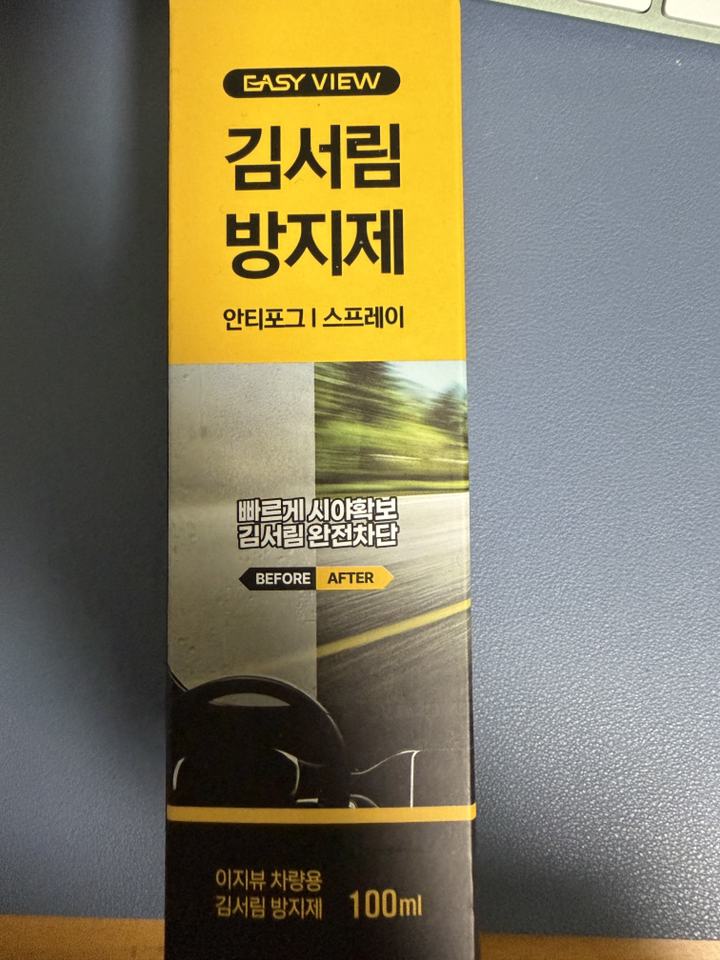 EASY VIEW
김서림
방지제
안티포그 | 스프레이
빠르게 시야확보
김서림 완전차단
BEFORE AFTER
이지뷰 차량용
김서림 방지제 100ml